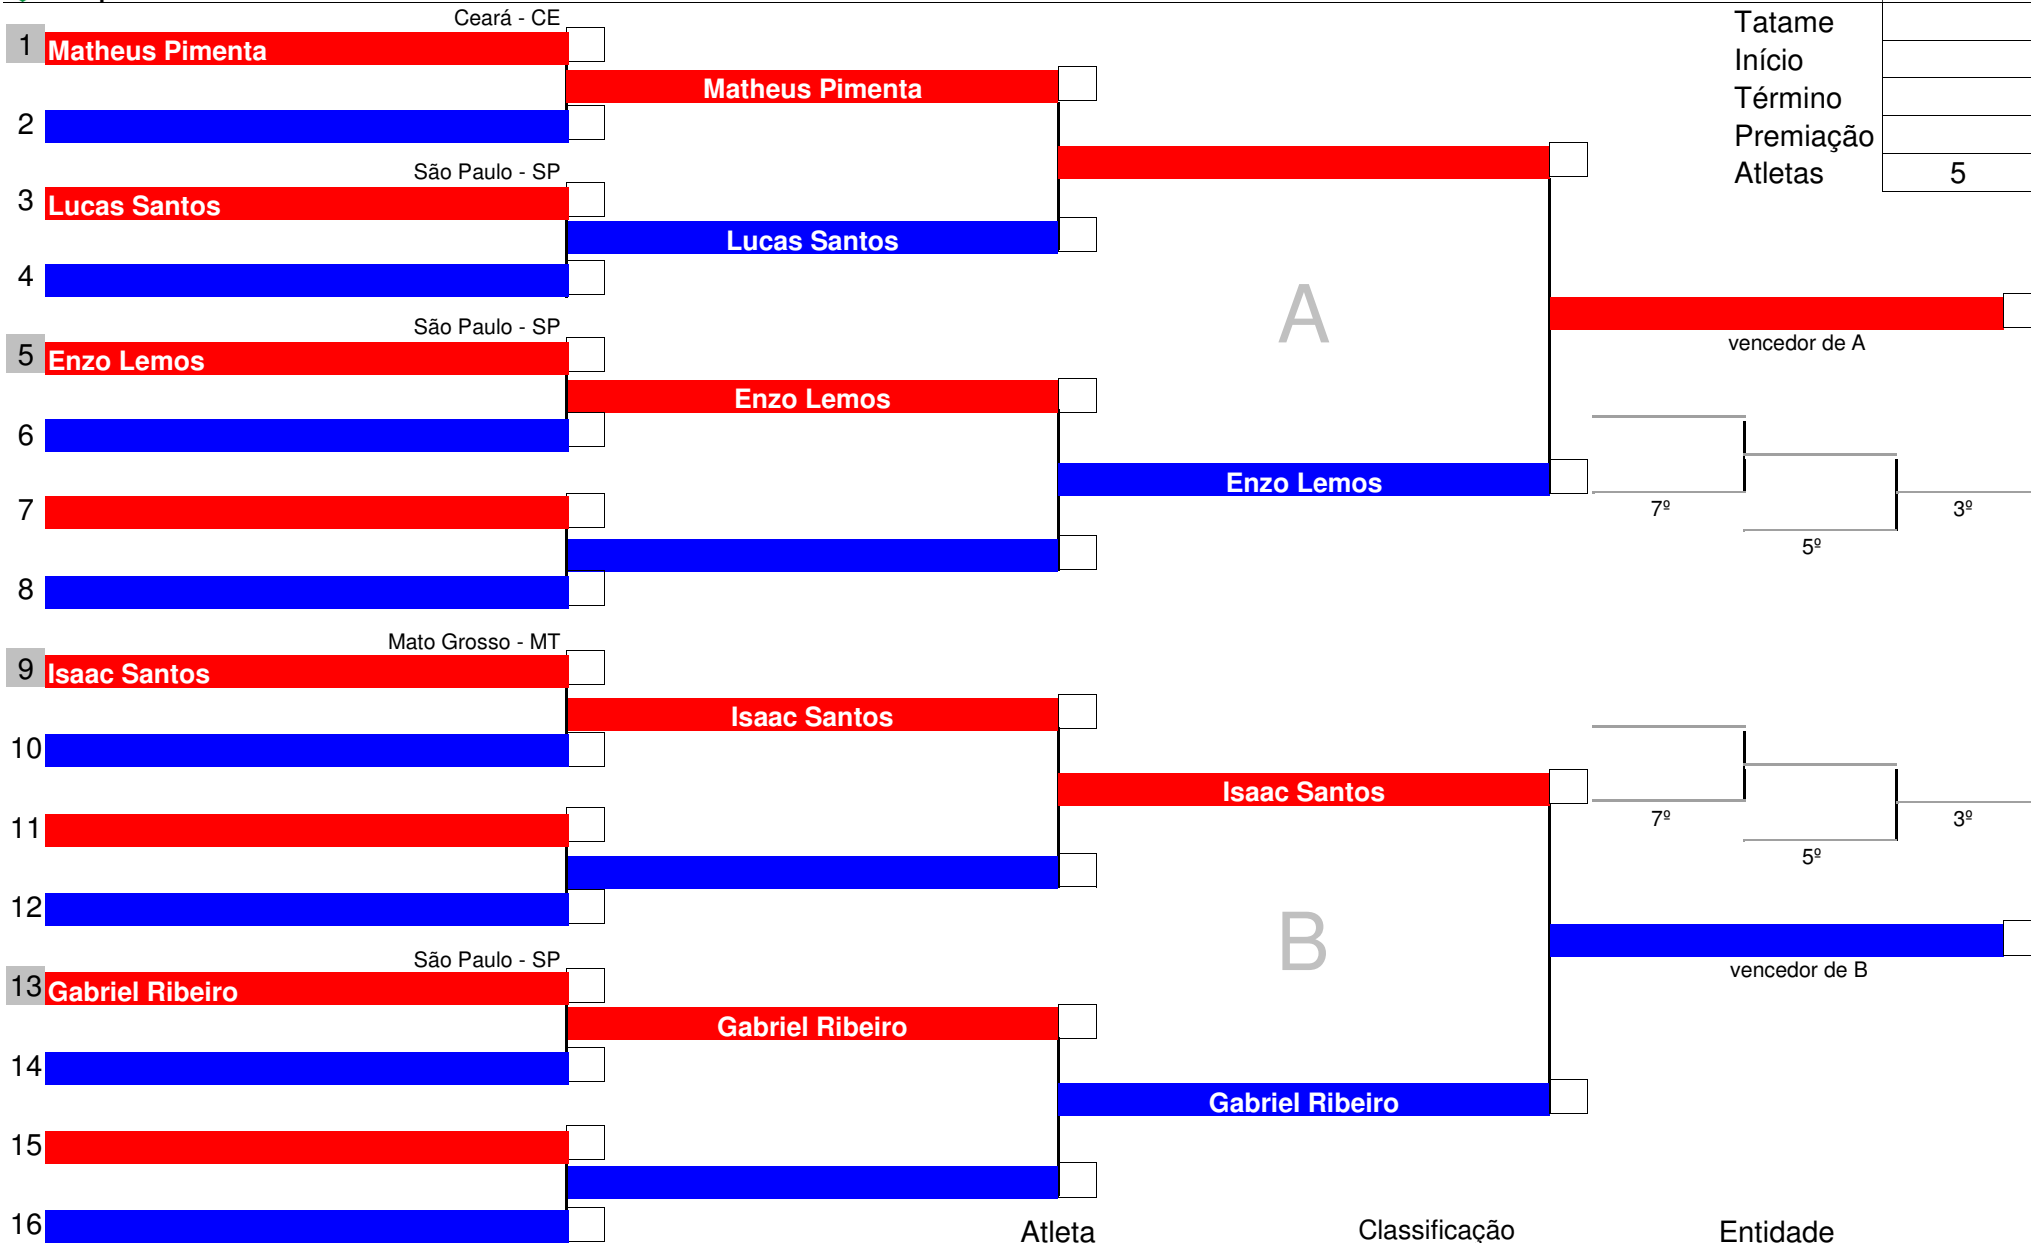 Ceará - CE
1 Matheus Pimenta
Matheus Pimenta
2
São Paulo - SP
3 Lucas Santos
Lucas Santos
4
São Paulo - SP
5 Enzo Lemos
Enzo Lemos
6
Enzo Lemos
7
8
Mato Grosso - MT
9 Isaac Santos
Isaac Santos
10
Isaac Santos
11
12
São Paulo - SP
13 Gabriel Ribeiro
Gabriel Ribeiro
14
Gabriel Ribeiro
15
16
A
B
Tatame
Início
Término
Premiação
Atletas 5
vencedor de A
7º
3º
5º
7º
3º
5º
vencedor de B
Atleta Classificação Entidade